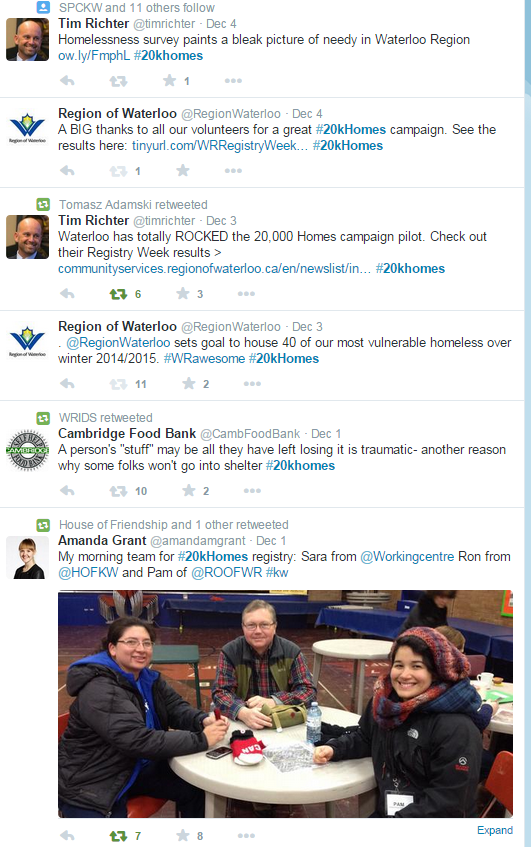 SPCKW and 11 others follow
Tim Richter @timrichter · Dec 4
Homelessness survey paints a bleak picture of needy in Waterloo Region
ow.ly/FmphL #20khomes
1
Region of Waterloo @RegionWaterloo · Dec 4
A BIG thanks to all our volunteers for a great #20kHomes campaign. See the
results here: tinyurl.com/WRRegistryWeek… #20kHomes
Region of Waterloo
1
Tomasz Adamski retweeted
Tim Richter @timrichter · Dec 3
Waterloo has totally ROCKED the 20,000 Homes campaign pilot. Check out
their Registry Week results >
communityservices.regionofwaterloo.ca/en/newslist/in… #20khomes
6 3
Region of Waterloo @RegionWaterloo · Dec 3
. @RegionWaterloo sets goal to house 40 of our most vulnerable homeless over
winter 2014/2015. #WRawesome #20kHomes
Region of Waterloo
11 2
WRIDS retweeted
Cambridge Food Bank @CambFoodBank · Dec 1
A person's "stuff" may be all they have left losing it is traumatic- another reason
why some folks won't go into shelter #20khomes
SELF HELP
CAMBRIDGE
FOOD BANK
10 2
House of Friendship and 1 other retweeted
Amanda Grant @amandamgrant · Dec 1
My morning team for #20kHomes registry: Sara from @Workingcentre Ron from
@HOFKW and Pam of @ROOFWR #kw
PAM
7 8
Expand